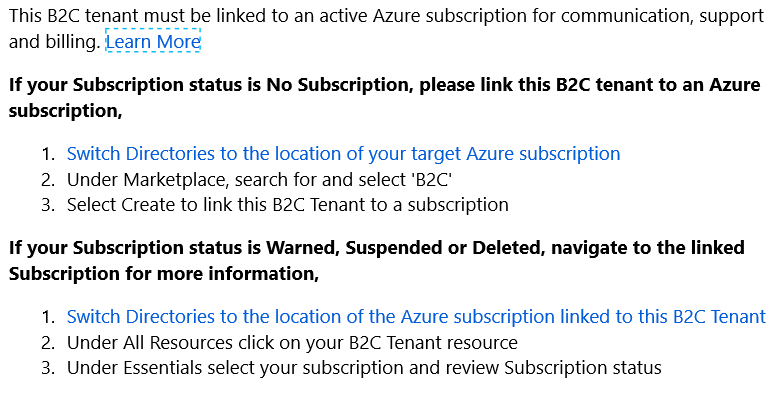 This B2C tenant must be linked to an active Azure subscription for communication, support
and billing. Learn More
If your Subscription status is No Subscription, please link this B2C tenant to an Azure
subscription,
1. Switch Directories to the location of your target Azure subscription
2. Under Marketplace, search for and select 'B2C'
3. Select Create to link this B2C Tenant to a subscription
If your Subscription status is Warned, Suspended or Deleted, navigate to the linked
Subscription for more information,
1. Switch Directories to the location of the Azure subscription linked to this B2C Tenant
2. Under All Resources click on your B2C Tenant resource
3. Under Essentials select your subscription and review Subscription status